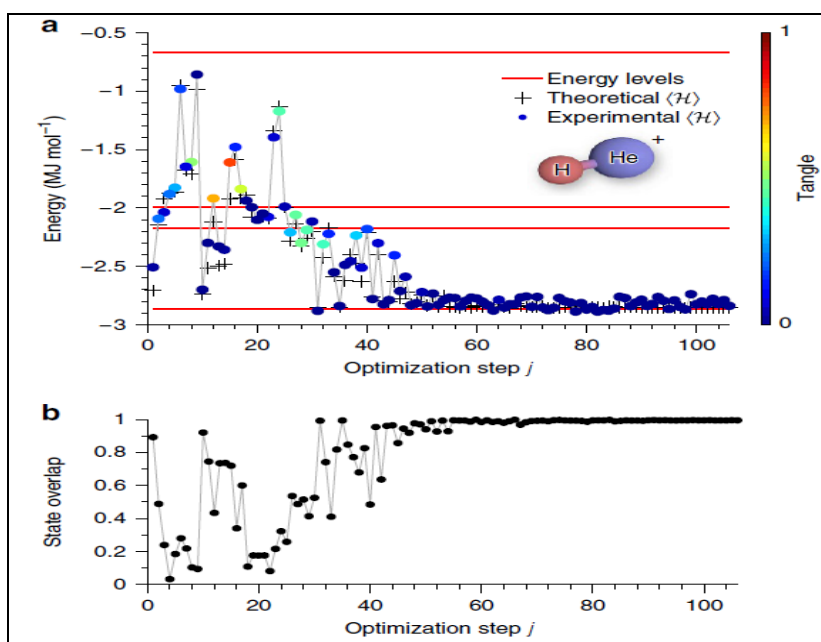 a
−0.5
−1
−1.5
−2
−2.5
−3
Energy (MJ mol⁻¹)
Energy levels
Theoretical ⟨ℋ⟩
Experimental ⟨ℋ⟩
H
He
+
0 20 40 60 80 100
Optimization step j
1
Tangle
0
b
1
0.8
0.6
0.4
0.2
0
State overlap
0 20 40 60 80 100
Optimization step j